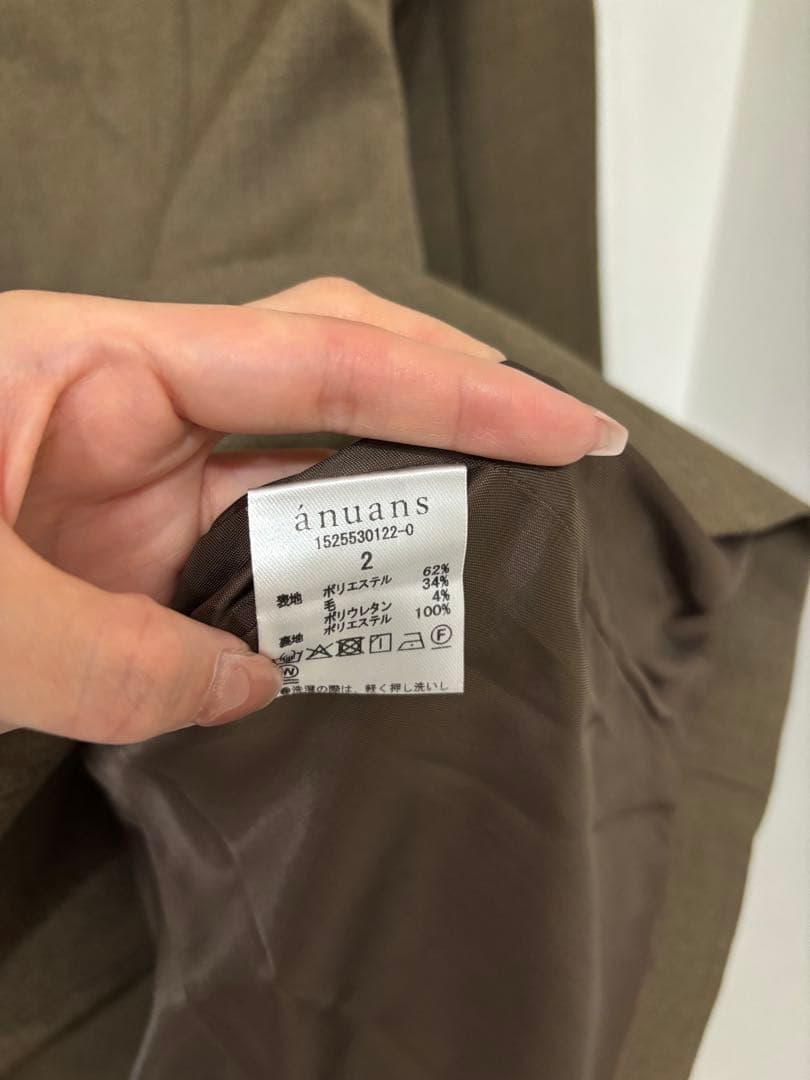 ánuans
1525530122-0
2
表地 ポリエステル 62%
毛 34%
ポリウレタン 4%
裏地 ポリエステル 100%
F
W
●洗濯の際は、軽く押し洗いし